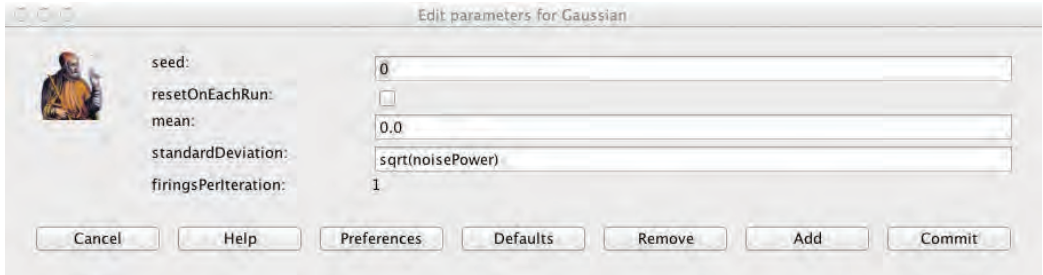 Edit parameters for Gaussian
seed: 0
resetOnEachRun:
mean: 0.0
standardDeviation: sqrt(noisePower)
firingsPerIteration: 1
Cancel Help Preferences Defaults Remove Add Commit